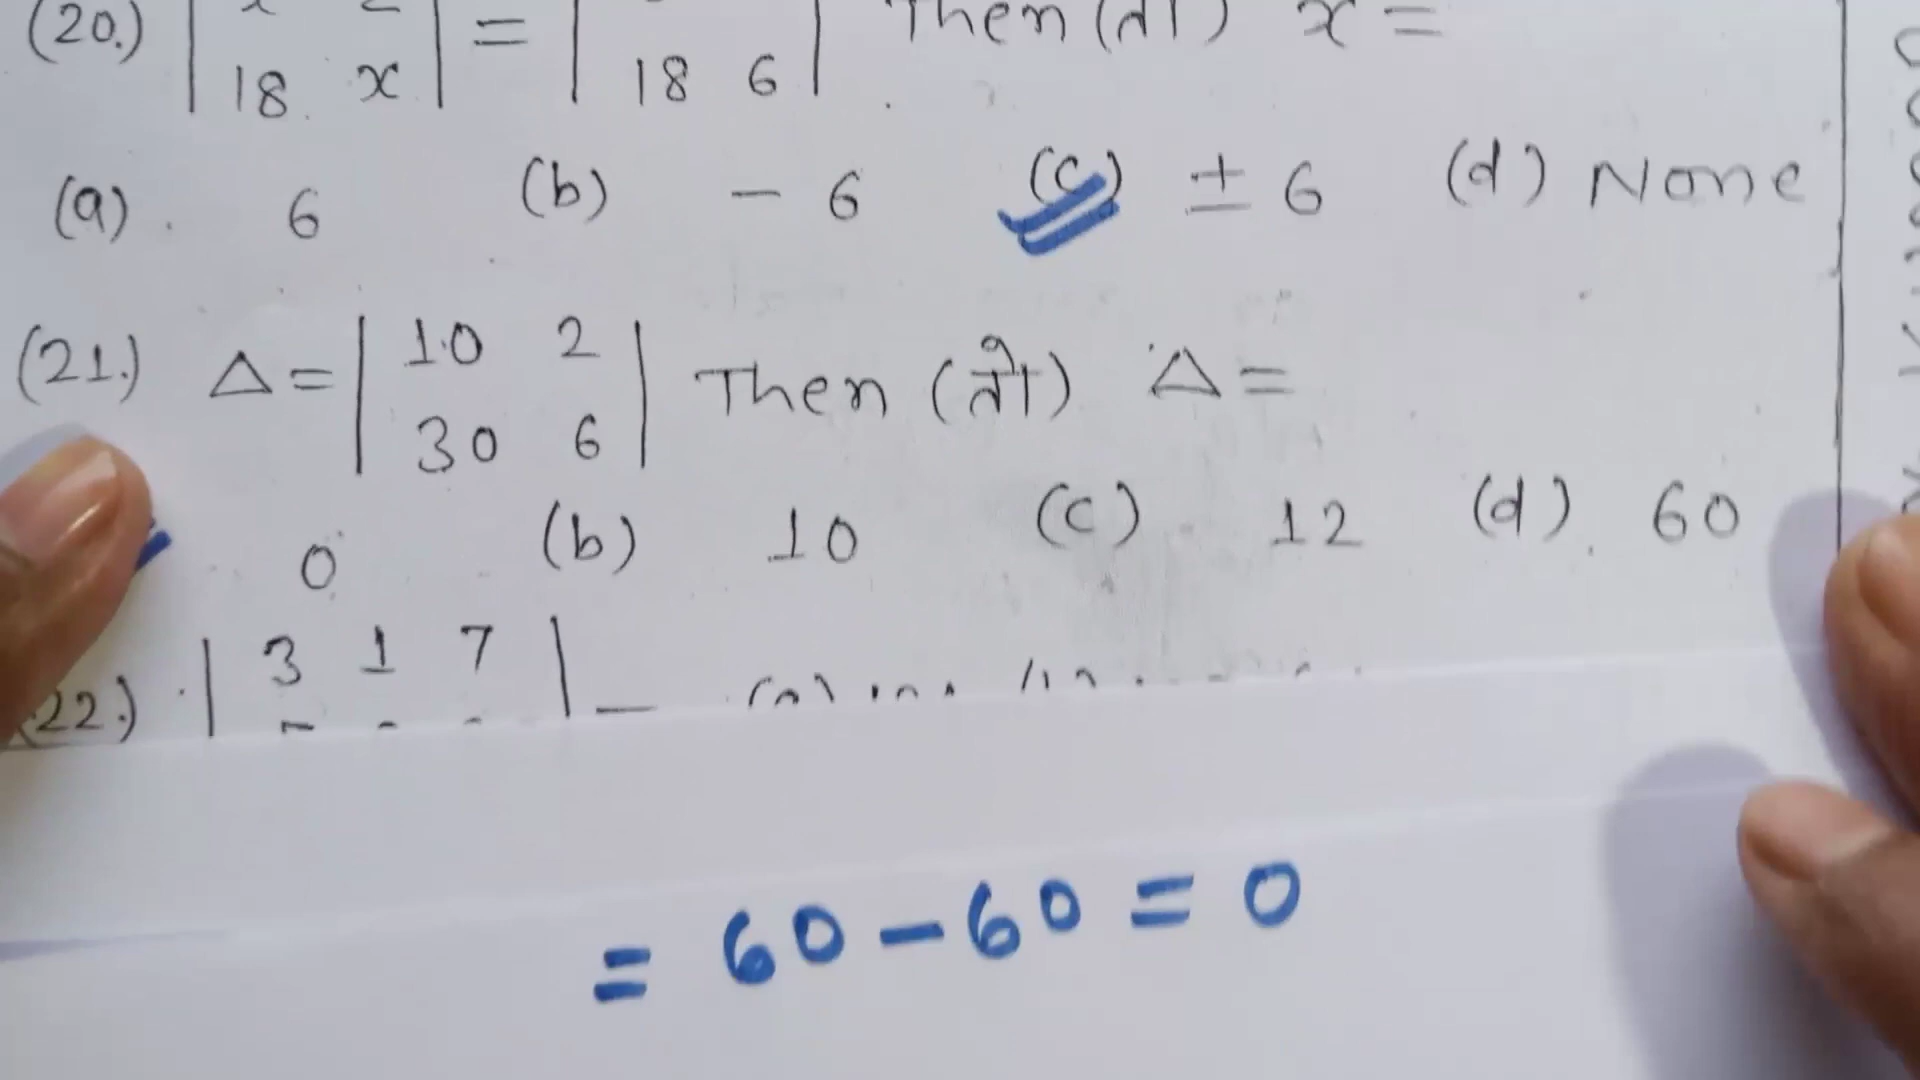 (20.) | x 2 | = | | Then (तो) x =
| 18 x | | 18 6 |
(a). 6 (b) - 6 (c) ± 6 (d) None
(21.) Δ = | 10 2 | Then (तो) Δ =
| 30 6 |
0 (b) 10 (c) 12 (d). 60
(22.) | 3 1 7 | =
= 60 - 60 = 0